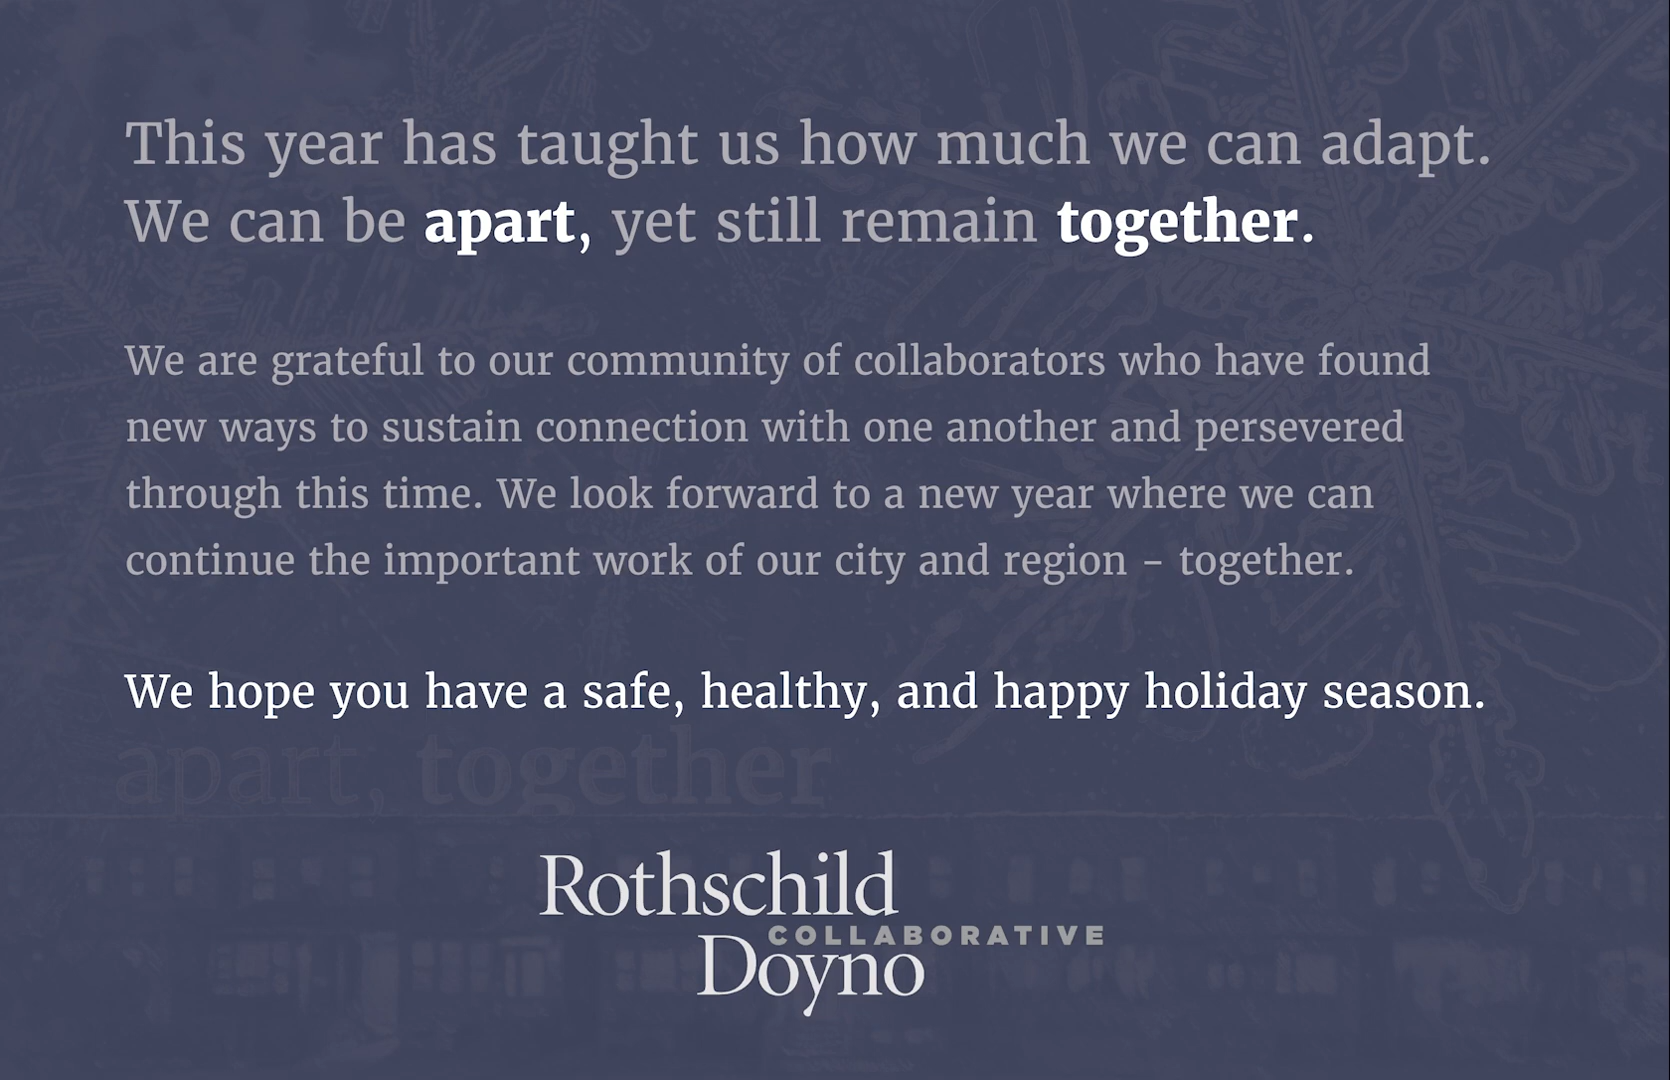 This year has taught us how much we can adapt.
We can be apart, yet still remain together.
We are grateful to our community of collaborators who have found
new ways to sustain connection with one another and persevered
through this time. We look forward to a new year where we can
continue the important work of our city and region – together.
We hope you have a safe, healthy, and happy holiday season.
apart, together
Rothschild
COLLABORATIVE
Doyno